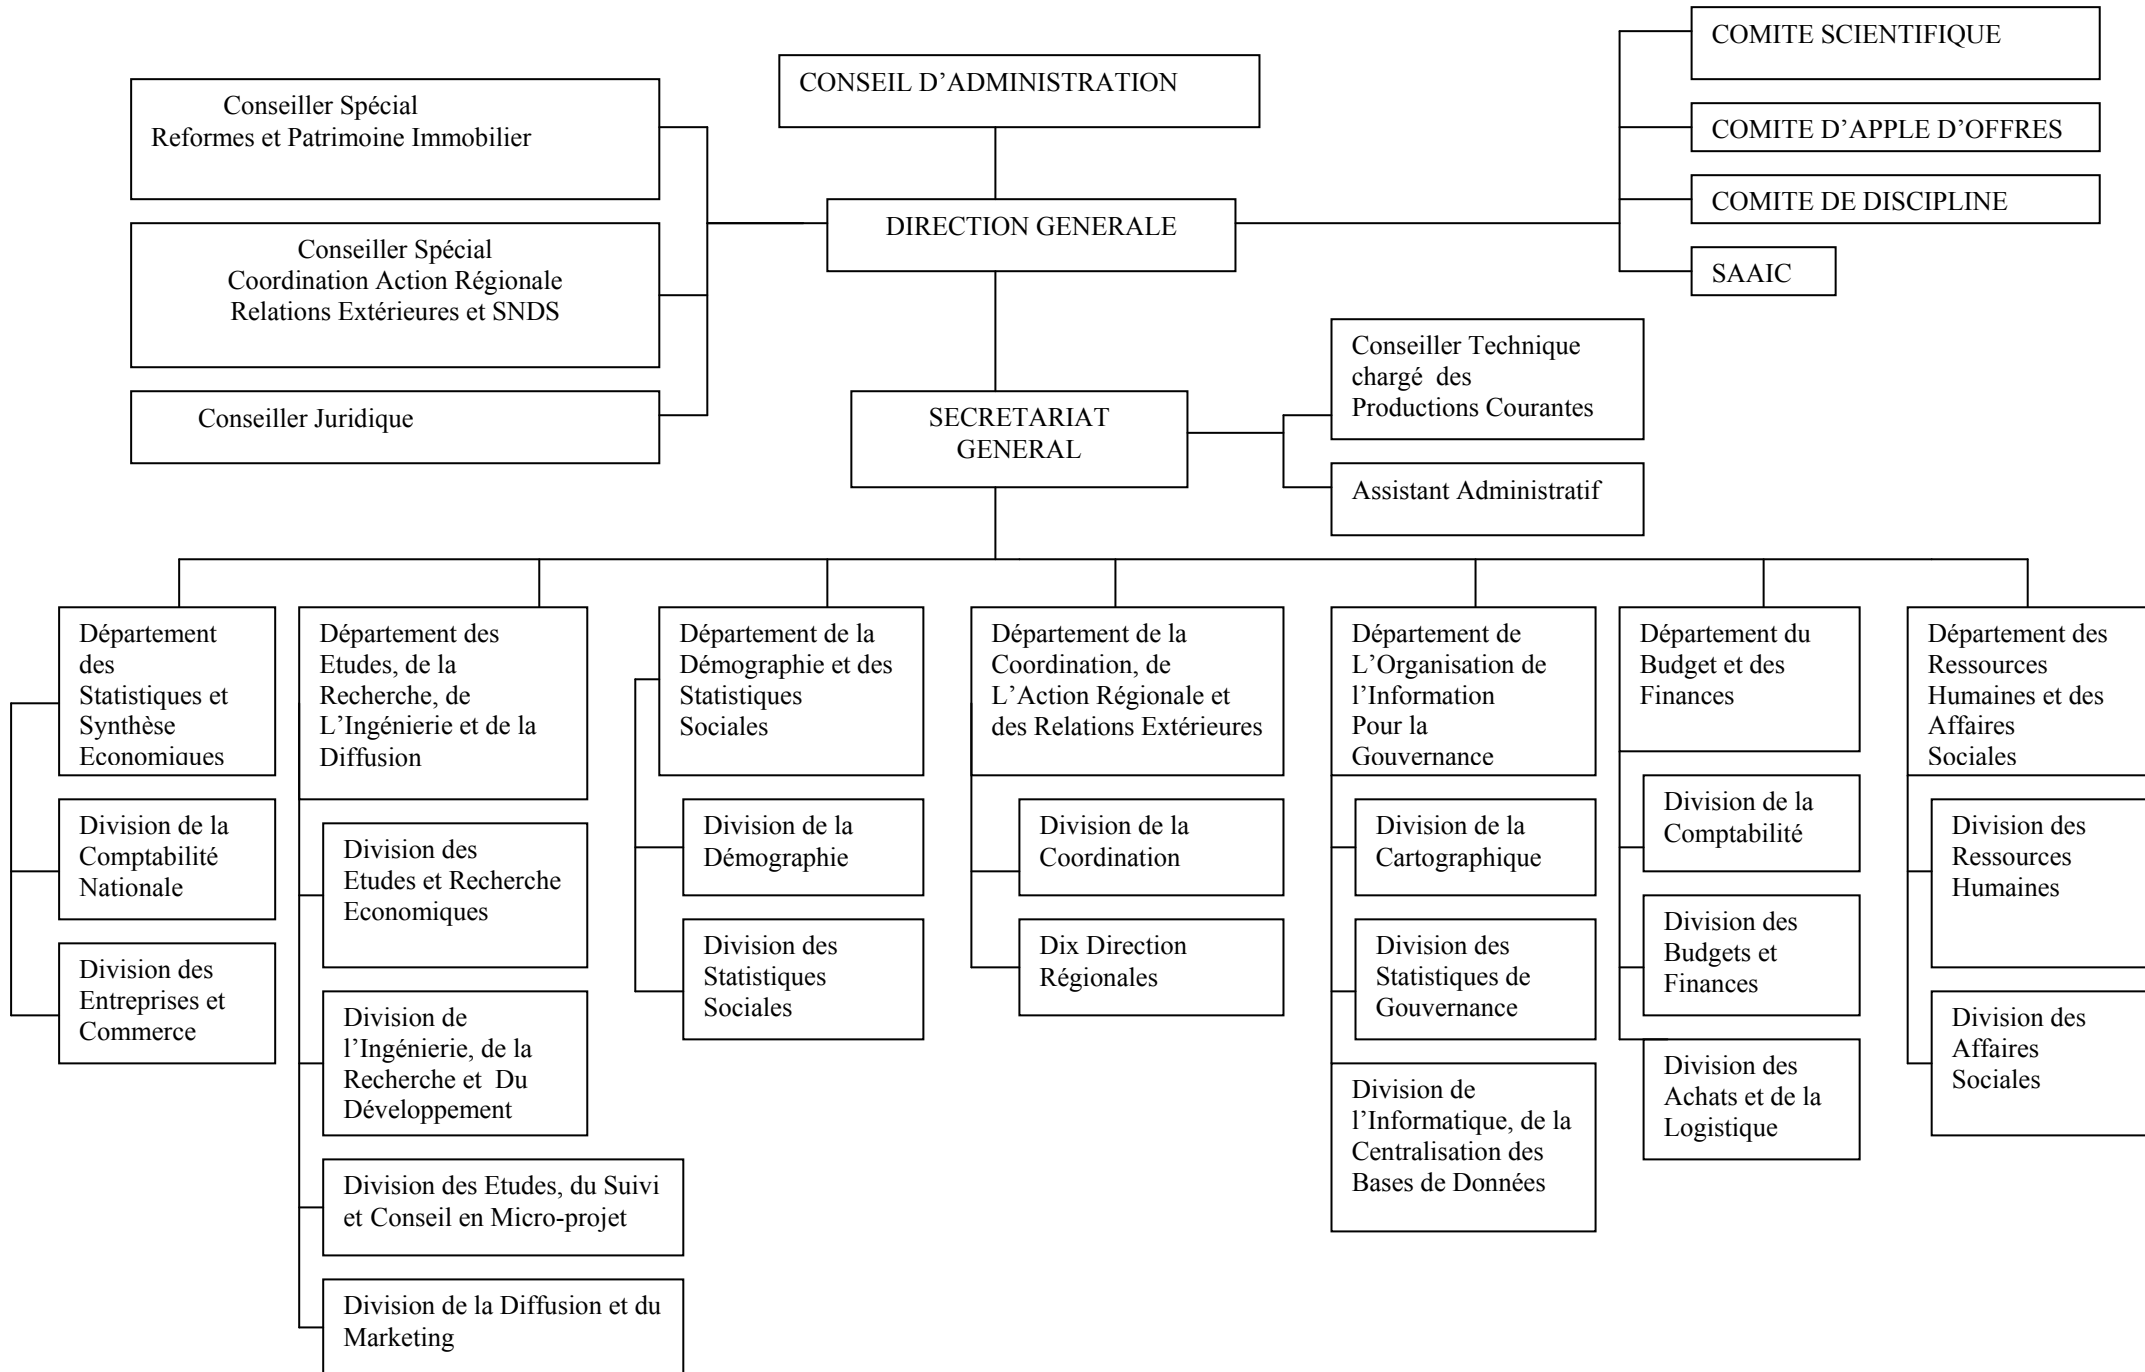 COMITE SCIENTIFIQUE
CONSEIL D’ADMINISTRATION
Conseiller Spécial
Reformes et Patrimoine Immobilier
COMITE D’APPLE D’OFFRES
COMITE DE DISCIPLINE
DIRECTION GENERALE
Conseiller Spécial
Coordination Action Régionale
Relations Extérieures et SNDS
SAAIC
Conseiller Technique
chargé des
Productions Courantes
Conseiller Juridique
SECRETARIAT
GENERAL
Assistant Administratif
Département
des
Statistiques et
Synthèse
Economiques
Division de la
Comptabilité
Nationale
Division des
Entreprises et
Commerce
Département des
Etudes, de la
Recherche, de
L’Ingénierie et de la
Diffusion
Division des
Etudes et Recherche
Economiques
Division de
l’Ingénierie, de la
Recherche et Du
Développement
Division des Etudes, du Suivi
et Conseil en Micro-projet
Division de la Diffusion et du
Marketing
Département de la
Démographie et des
Statistiques
Sociales
Division de la
Démographie
Division des
Statistiques
Sociales
Département de la
Coordination, de
L’Action Régionale et
des Relations Extérieures
Division de la
Coordination
Dix Direction
Régionales
Département de
L’Organisation de
l’Information
Pour la
Gouvernance
Division de la
Cartographique
Division des
Statistiques de
Gouvernance
Division de
l’Informatique, de la
Centralisation des
Bases de Données
Département du
Budget et des
Finances
Division de la
Comptabilité
Division des
Budgets et
Finances
Division des
Achats et de la
Logistique
Département des
Ressources
Humaines et des
Affaires
Sociales
Division des
Ressources
Humaines
Division des
Affaires
Sociales